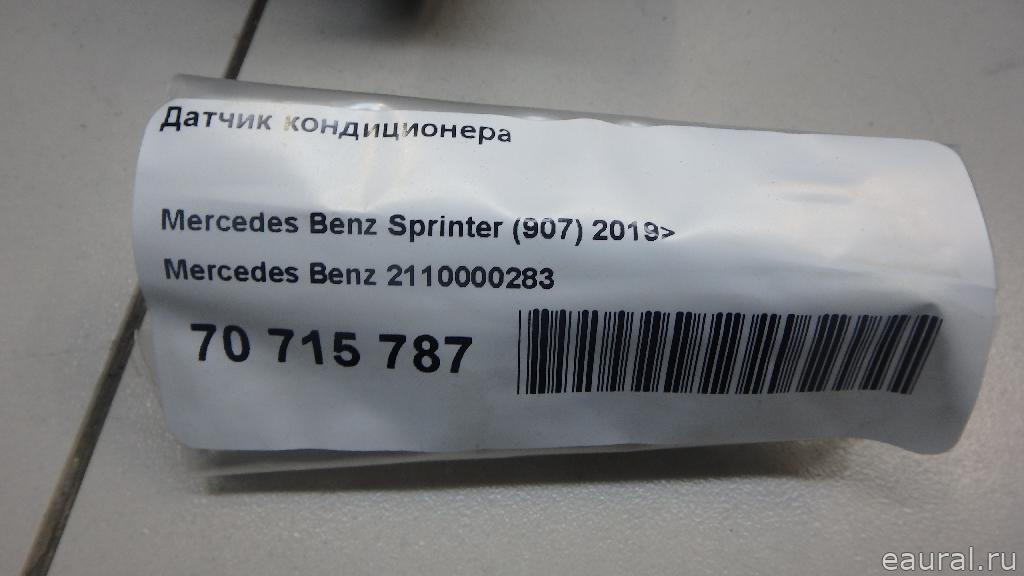 Датчик кондиционера
Mercedes Benz Sprinter (907) 2019>
Mercedes Benz 2110000283
70 715 787
eaural.ru